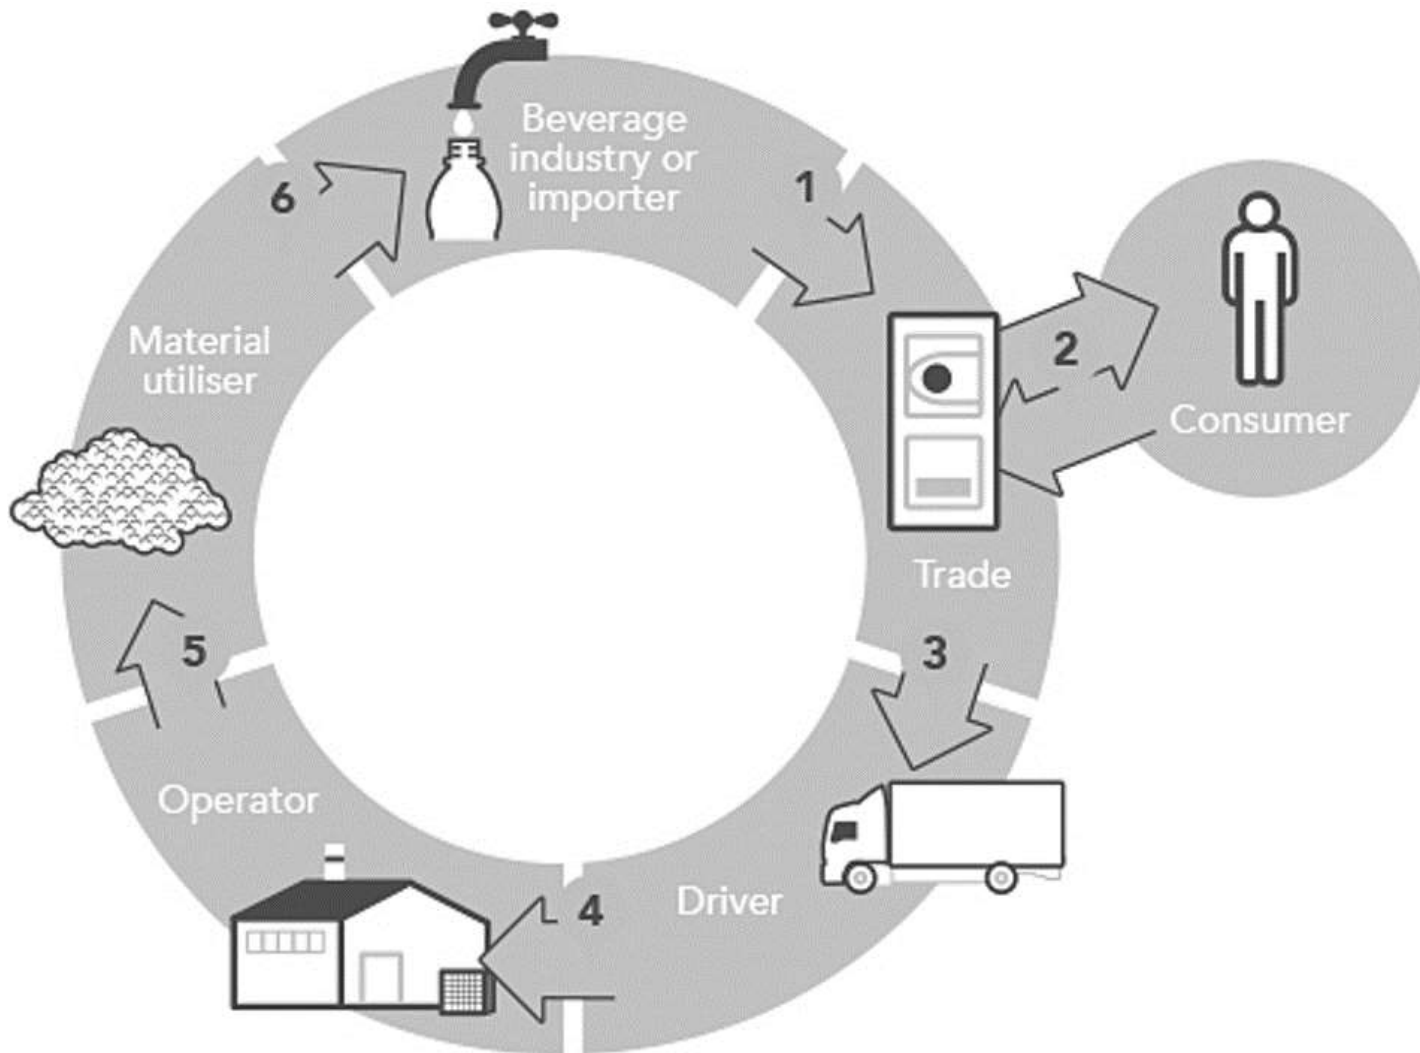 Beverage
industry or
importer
1
2
Consumer
Trade
3
Driver
4
Operator
5
Material
utiliser
6